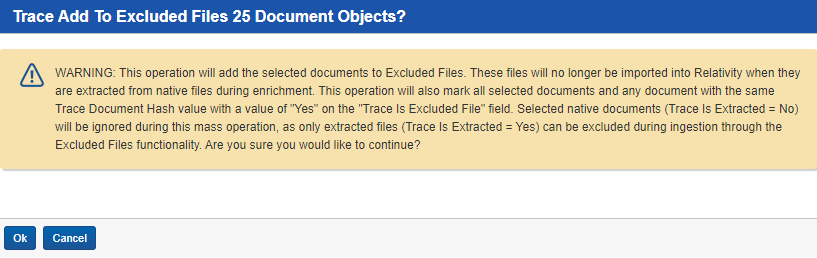 Trace Add To Excluded Files 25 Document Objects?
WARNING: This operation will add the selected documents to Excluded Files. These files will no longer be imported into Relativity when they
are extracted from native files during enrichment. This operation will also mark all selected documents and any document with the same
Trace Document Hash value with a value of "Yes" on the "Trace Is Excluded File" field. Selected native documents (Trace Is Extracted = No)
will be ignored during this mass operation, as only extracted files (Trace Is Extracted = Yes) can be excluded during ingestion through the
Excluded Files functionality. Are you sure you would like to continue?
Ok Cancel